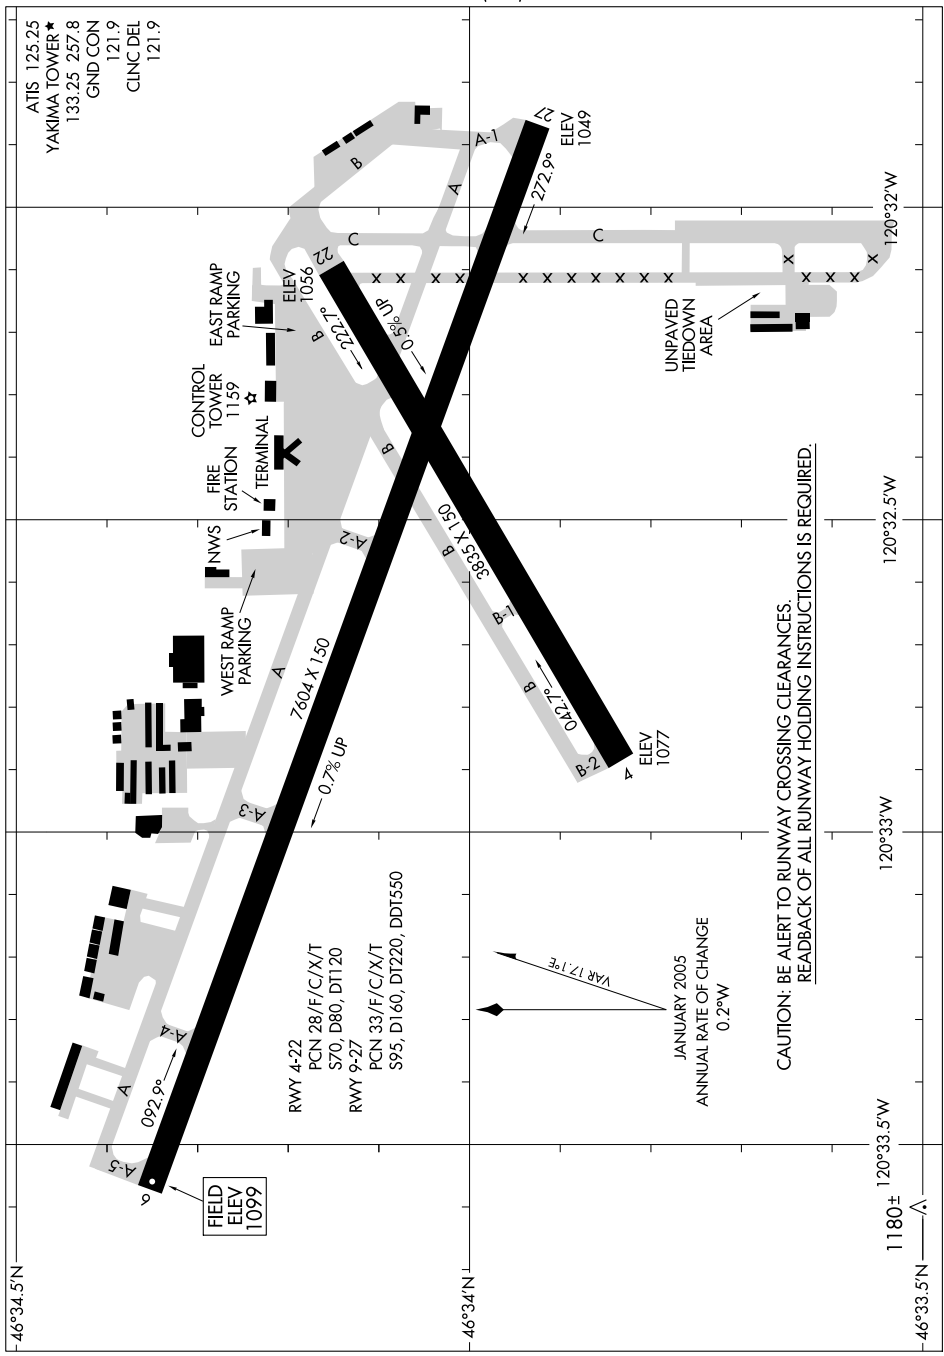 ATIS 125.25
YAKIMA TOWER★
133.25 257.8
GND CON
121.9
CLNC DEL
121.9
46°34.5'N
46°34'N
46°33.5'N
120°32'W
120°32.5'W
120°33'W
120°33.5'W
A-1
27
ELEV
1049
272.9°
B
A
C
C
22
ELEV
1056
222.7°
B
0.5% UP
EAST RAMP
PARKING
CONTROL
TOWER
1159
TERMINAL
FIRE
STATION
NWS
WEST RAMP
PARKING
UNPAVED
TIEDOWN
AREA
X X X X X X X X X X X
X
X
X X X
B
B
B
B-1
B-2
3835 X 150
042.7°
4
ELEV
1077
A-2
A
7604 X 150
0.7% UP
A-3
A-4
A
092.9°
A-5
9
FIELD
ELEV
1099
RWY 4-22
PCN 28/F/C/X/T
S70, D80, DT120
RWY 9-27
PCN 33/F/C/X/T
S95, D160, DT220, DDT550
VAR 17.1°E
JANUARY 2005
ANNUAL RATE OF CHANGE
0.2°W
CAUTION: BE ALERT TO RUNWAY CROSSING CLEARANCES.
READBACK OF ALL RUNWAY HOLDING INSTRUCTIONS IS REQUIRED.
1180±